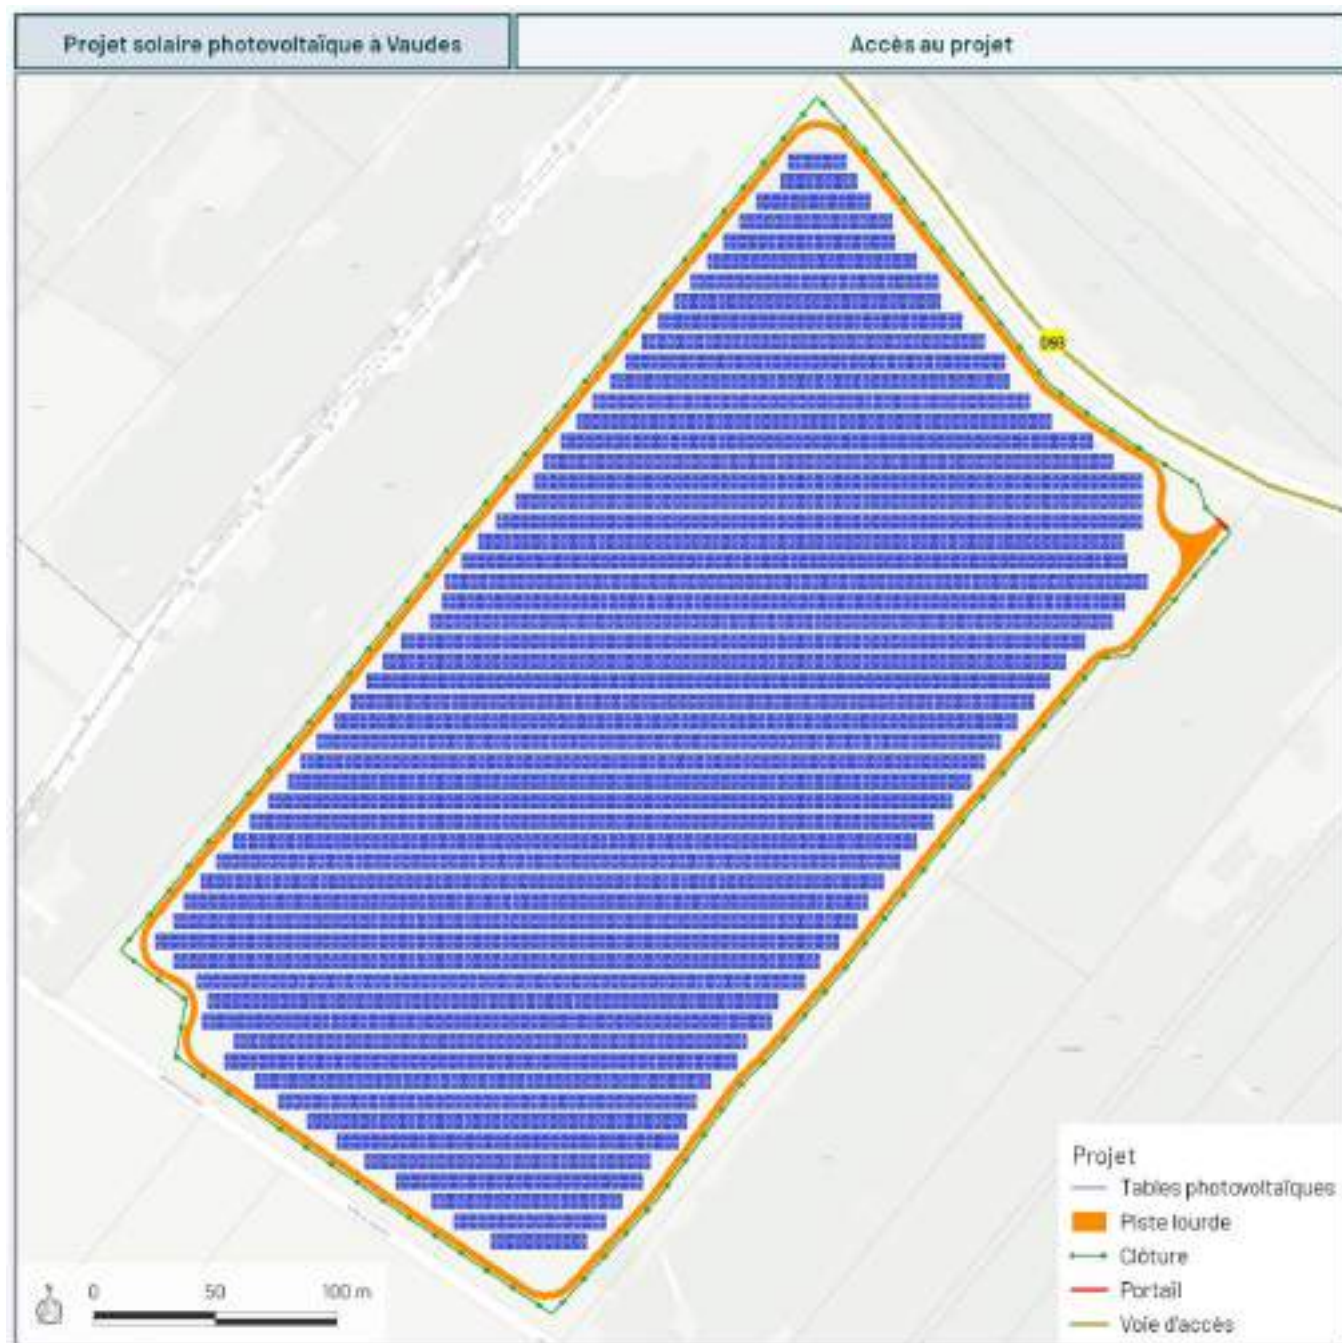 Projet solaire photovoltaïque à Vaudes
Accès au projet
D93
Projet
Tables photovoltaïques
Piste lourde
Clôture
Portail
Voie d'accès
0 50 100 m